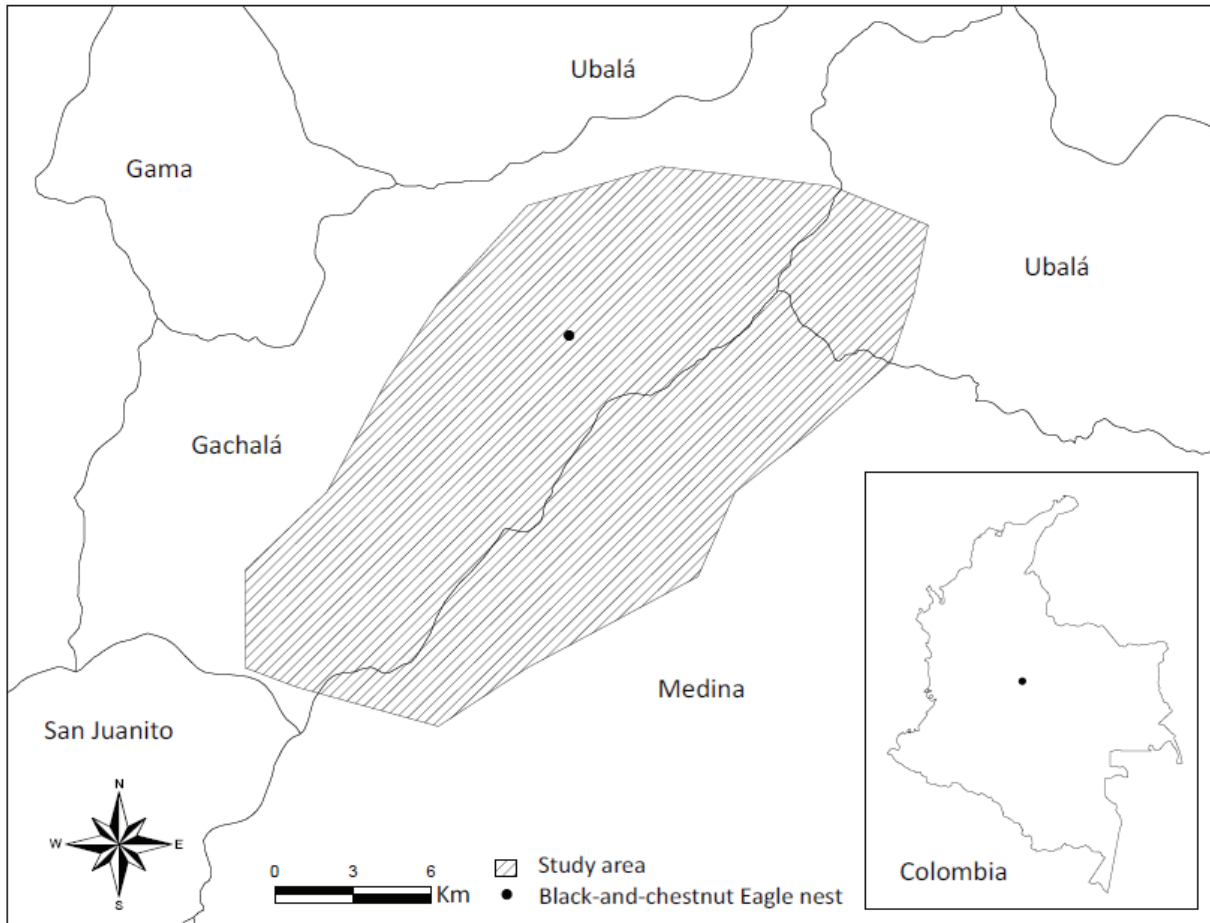 Ubalá
Gama
Ubalá
Gachalá
Medina
San Juanito
N
W E
S
0 3 6
Km
Study area
Black-and-chestnut Eagle nest
Colombia